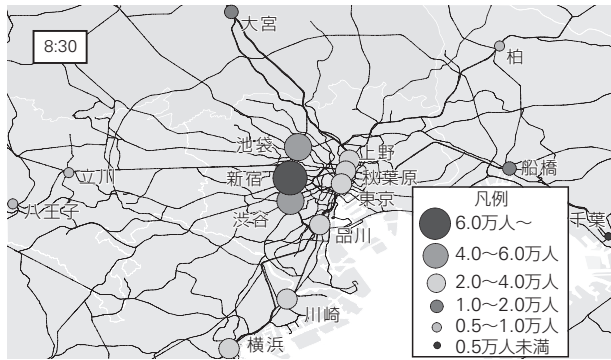 8:30
大宮
柏
池袋
上野
立川
新宿
秋葉原
船橋
八王子
東京
渋谷
千葉
品川
川崎
横浜
凡例
6.0万人～
4.0～6.0万人
2.0～4.0万人
1.0～2.0万人
0.5～1.0万人
0.5万人未満